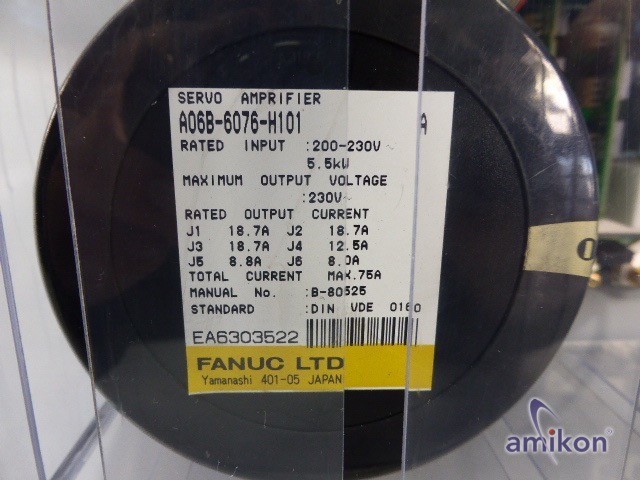 SERVO AMPRIFIER
A06B-6076-H101 A
RATED INPUT :200-230V~
5.5kW
MAXIMUM OUTPUT VOLTAGE
:230V~
RATED OUTPUT CURRENT
J1 18.7A J2 18.7A
J3 18.7A J4 12.5A
J5 8.8A J6 8.0A
TOTAL CURRENT MAX.75A
MANUAL No. :B-80525
STANDARD :DIN VDE 0160
EA6303522
FANUC LTD
Yamanashi 401-05 JAPAN
amikon